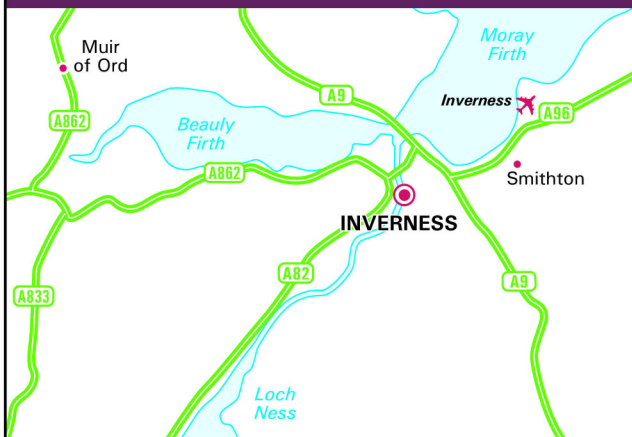 Moray
Firth
Muir
of Ord
A9
Inverness
A96
A862
Beauly
Firth
A862
Smithton
INVERNESS
A82
A9
A833
Loch
Ness